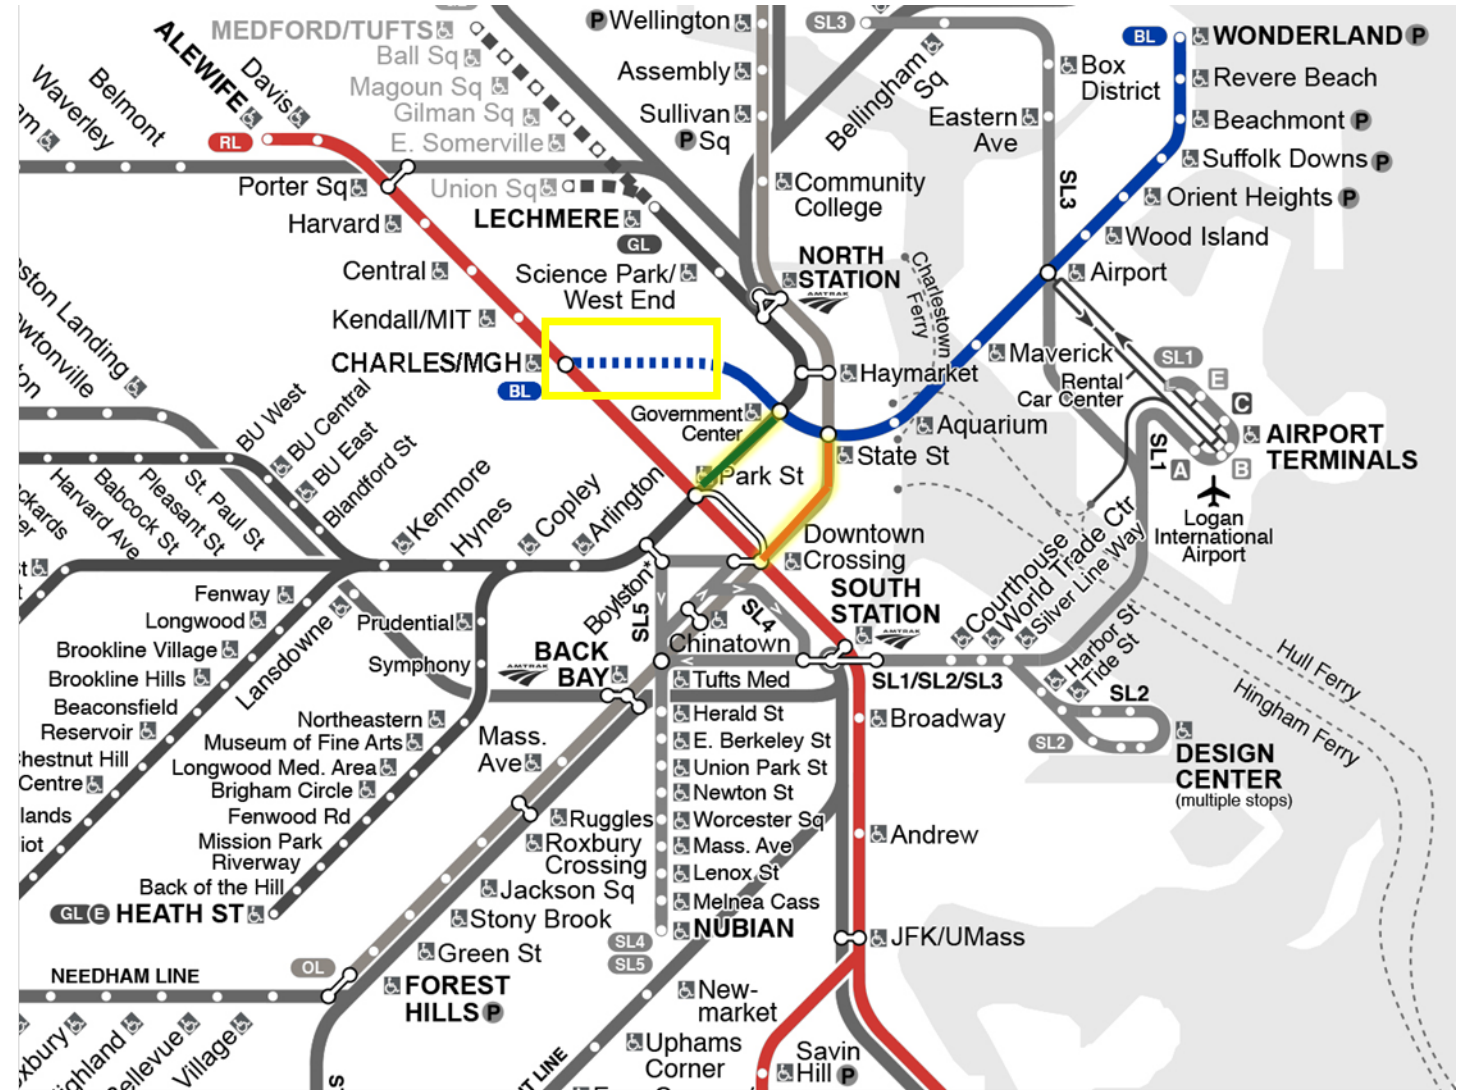 MEDFORD/TUFTS
Ball Sq
Magoun Sq
Gilman Sq
E. Somerville
Union Sq
LECHMERE
GL
Science Park/
West End
ALEWIFE
Davis
RL
Belmont
Waverley
Porter Sq
Harvard
Central
Kendall/MIT
CHARLES/MGH
BL
P Wellington
Assembly
Sullivan
P Sq
Community
College
NORTH
STATION
AMTRAK
Haymarket
Government
Center
State St
Park St
Downtown
Crossing
SOUTH
STATION
AMTRAK
SL3
Bellingham
Sq
Box
District
Eastern
Ave
SL3
BL
WONDERLAND P
Revere Beach
Beachmont P
Suffolk Downs P
Orient Heights P
Wood Island
Airport
Maverick
Aquarium
Charlestown
Ferry
Rental
Car Center
SL1
E
C
B
A
AIRPORT
TERMINALS
Logan
International
Airport
SL1
Courthouse
World Trade Ctr
Silver Line Way
Harbor St
Tide St
SL1/SL2/SL3
SL2
SL2
DESIGN
CENTER
(multiple stops)
Hull Ferry
Hingham Ferry
BU West
BU Central
BU East
Blandford St
St. Paul St
Pleasant St
Babcock St
Harvard Ave
Kenmore
Hynes
Copley
Arlington
Boylston*
SL5
SL4
Chinatown
Fenway
Longwood
Brookline Village
Brookline Hills
Beaconsfield
Reservoir
Chestnut Hill
Centre
Lansdowne
Prudential
Symphony
Northeastern
Museum of Fine Arts
Longwood Med. Area
Brigham Circle
Fenwood Rd
Mission Park
Riverway
Back of the Hill
GL E HEATH ST
BACK
BAY
AMTRAK
Mass.
Ave
Ruggles
Roxbury
Crossing
Jackson Sq
Stony Brook
Green St
FOREST
HILLS P
OL
NEEDHAM LINE
Tufts Med
Herald St
E. Berkeley St
Union Park St
Newton St
Worcester Sq
Mass. Ave
Lenox St
Melnea Cass
NUBIAN
SL4
SL5
Broadway
Andrew
JFK/UMass
New-
market
Uphams
Corner
Savin
Hill P
Village